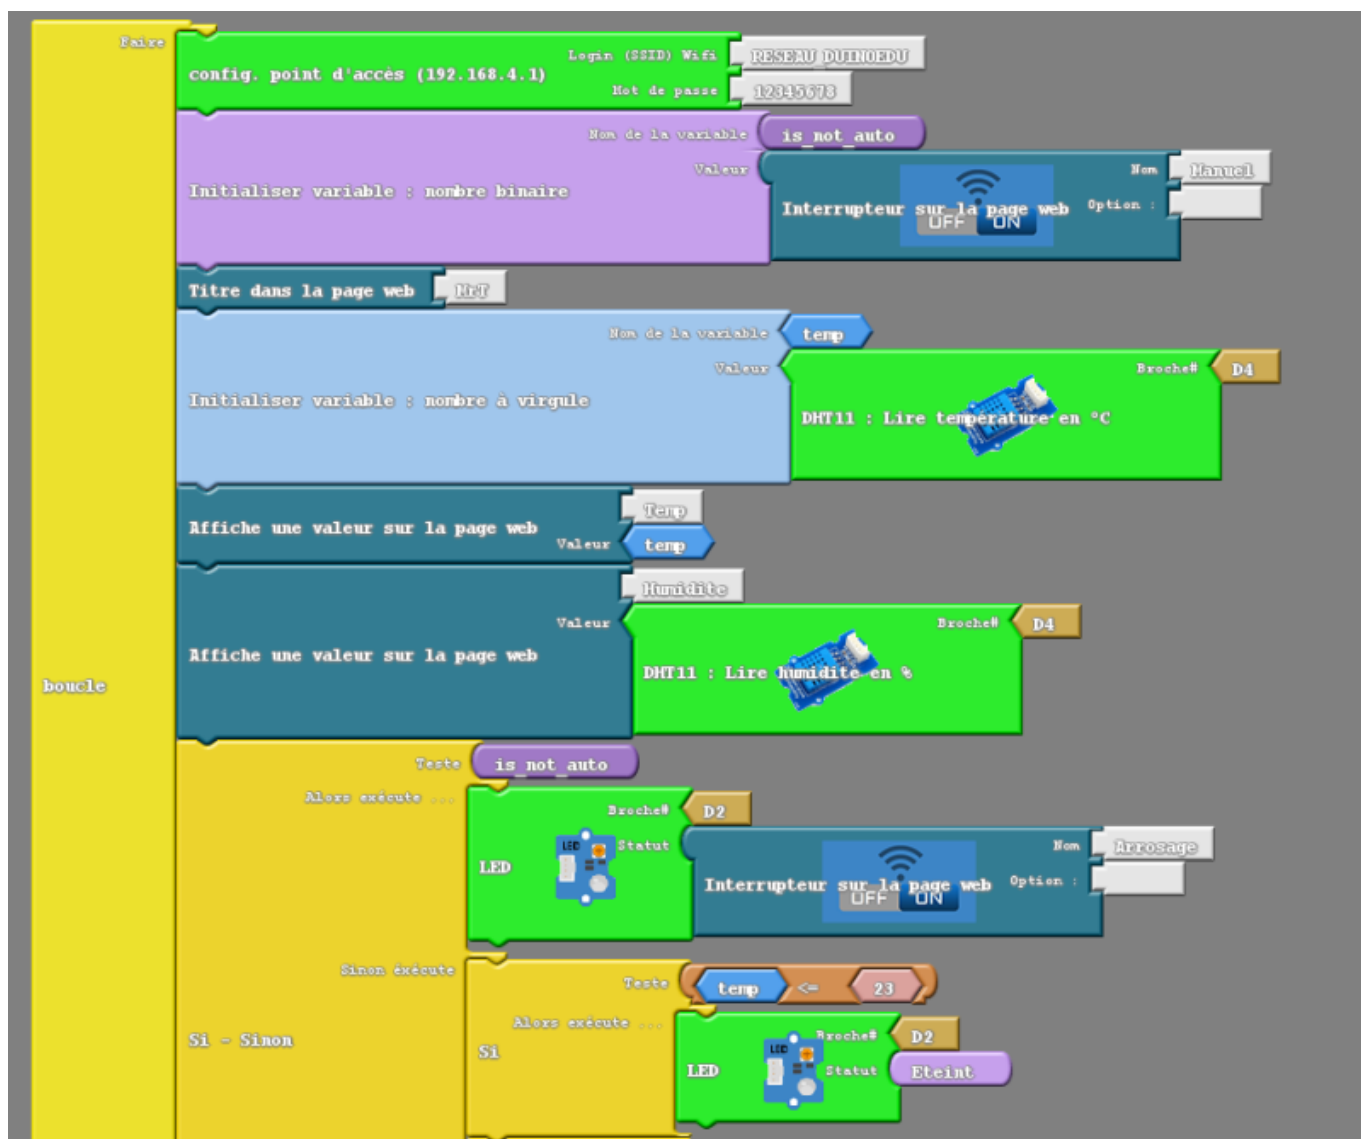 Faire
Login (SSID) Wifi RESEAU_DUINOEDU
config. point d'accès (192.168.4.1)
Mot de passe 12345678
Nom de la variable is_not_auto
Valeur
Nom Manuel
Initialiser variable : nombre binaire
Interrupteur sur la page web Option :
OFF ON
Titre dans la page web
Nom de la variable temp
Valeur
Broche# D4
Initialiser variable : nombre à virgule
DHT11 : Lire température en °C
Temp
Affiche une valeur sur la page web
Valeur temp
Humidite
Valeur
Broche# D4
Affiche une valeur sur la page web
DHT11 : Lire humidite en %
boucle
Teste is_not_auto
Alors exécute ...
Broche# D2
Statut
Nom Arrosage
LED
LED
Interrupteur sur la page web Option :
OFF ON
Sinon éxécute
Teste temp <= 23
Alors exécute ...
Si - Sinon
Si
Broche# D2
LED
LED
Statut Eteint